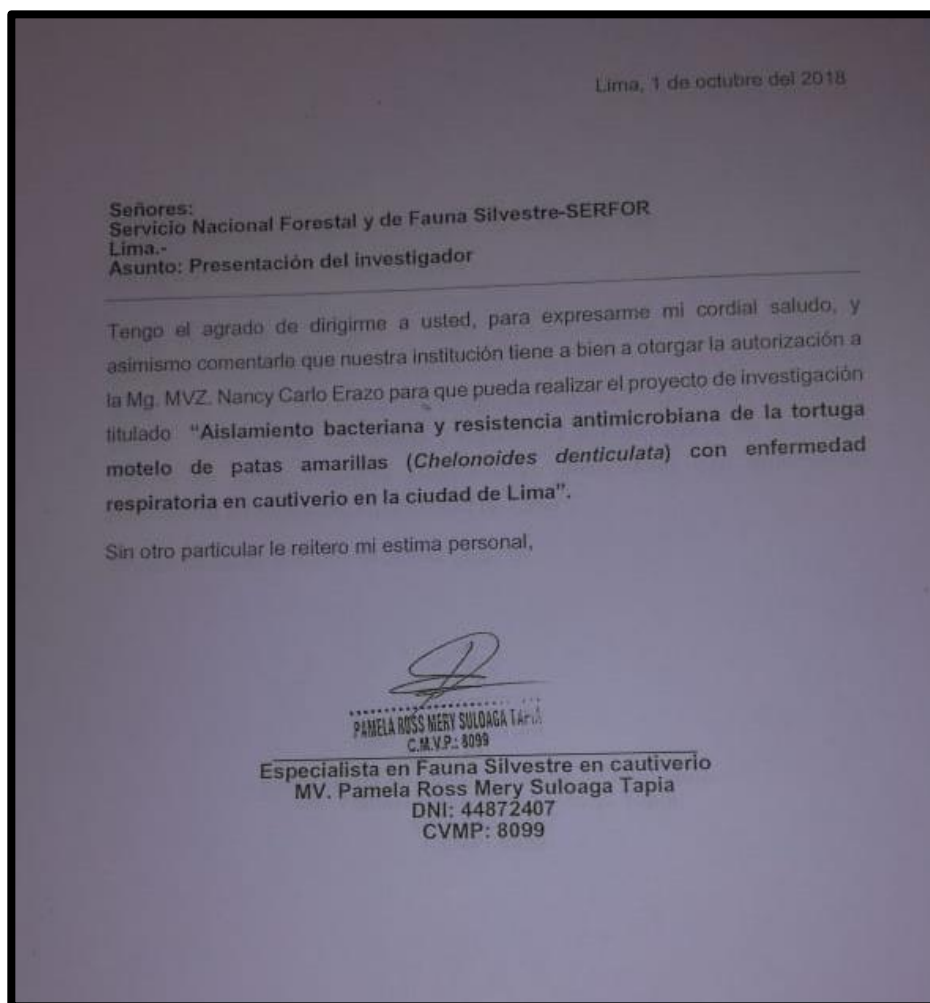 Lima, 1 de octubre del 2018
Señores:
Servicio Nacional Forestal y de Fauna Silvestre-SERFOR
Lima.-
Asunto: Presentación del investigador
Tengo el agrado de dirigirme a usted, para expresarme mi cordial saludo, y
asimismo comentarle que nuestra institución tiene a bien a otorgar la autorización a
la Mg. MVZ. Nancy Carlo Erazo para que pueda realizar el proyecto de investigación
titulado "Aislamiento bacteriana y resistencia antimicrobiana de la tortuga
motelo de patas amarillas (Chelonoides denticulata) con enfermedad
respiratoria en cautiverio en la ciudad de Lima".
Sin otro particular le reitero mi estima personal,
PAMELA ROSS MERY SULOAGA TAPIA
C.M.V.P.: 8099
Especialista en Fauna Silvestre en cautiverio
MV. Pamela Ross Mery Suloaga Tapia
DNI: 44872407
CVMP: 8099